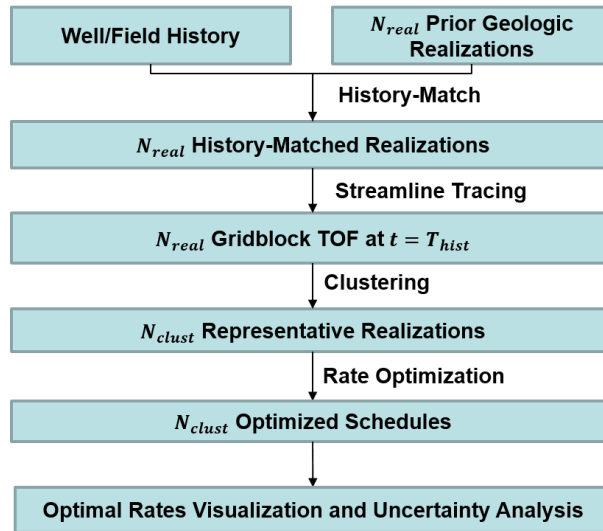 Well/Field History
N_real Prior Geologic
Realizations
History-Match
N_real History-Matched Realizations
Streamline Tracing
N_real Gridblock TOF at t = T_hist
Clustering
N_clust Representative Realizations
Rate Optimization
N_clust Optimized Schedules
Optimal Rates Visualization and Uncertainty Analysis